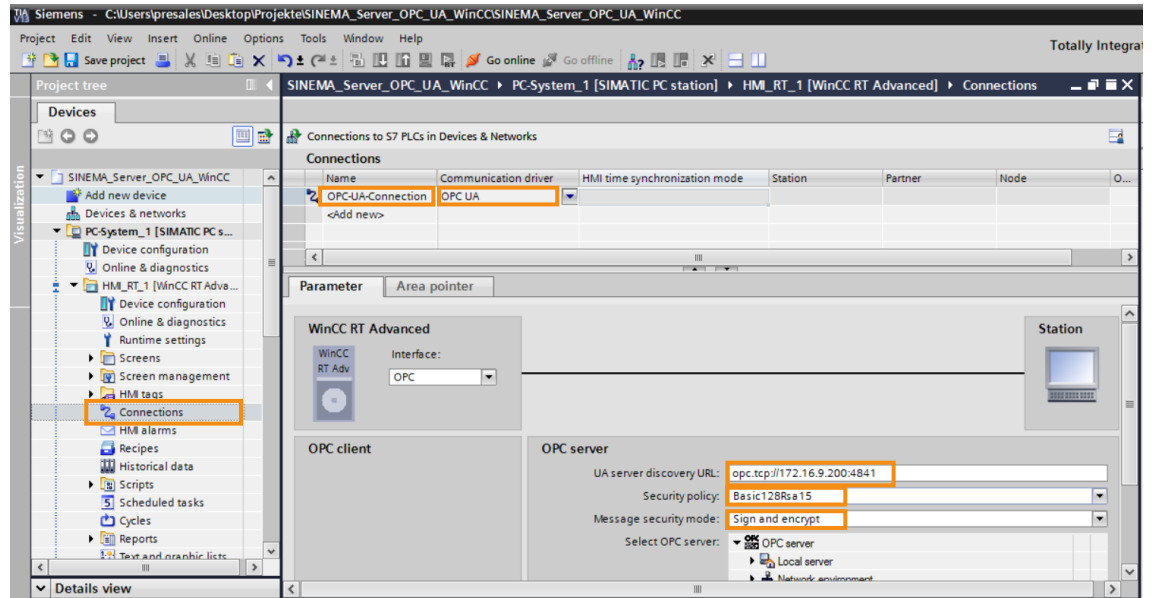 Siemens - C:\Users\presales\Desktop\Projekte\SINEMA_Server_OPC_UA_WinCC\SINEMA_Server_OPC_UA_WinCC
Project Edit View Insert Online Options Tools Window Help
Totally Integra
Save project Go online Go offline
Project tree
SINEMA_Server_OPC_UA_WinCC PC-System_1 [SIMATIC PC station] HMI_RT_1 [WinCC RT Advanced] Connections
Devices
Connections to S7 PLCs in Devices & Networks
Connections
Name Communication driver HMI time synchronization mode Station Partner Node O...
OPC-UA-Connection OPC UA
<Add new>
Visualization
SINEMA_Server_OPC_UA_WinCC
Add new device
Devices & networks
PC-System_1 [SIMATIC PC s...
Device configuration
Online & diagnostics
HMI_RT_1 [WinCC RT Adva...
Device configuration
Online & diagnostics
Runtime settings
Screens
Screen management
HMI tags
Connections
HMI alarms
Recipes
Historical data
Scripts
Scheduled tasks
Cycles
Reports
Text and graphic lists
Details view
Parameter Area pointer
WinCC RT Advanced
Station
WinCC
RT Adv
Interface:
OPC
OPC client
OPC server
UA server discovery URL: opc.tcp://172.16.9.200:4841
Security policy: Basic128Rsa15
Message security mode: Sign and encrypt
Select OPC server: OPC server
Local server
Network environment